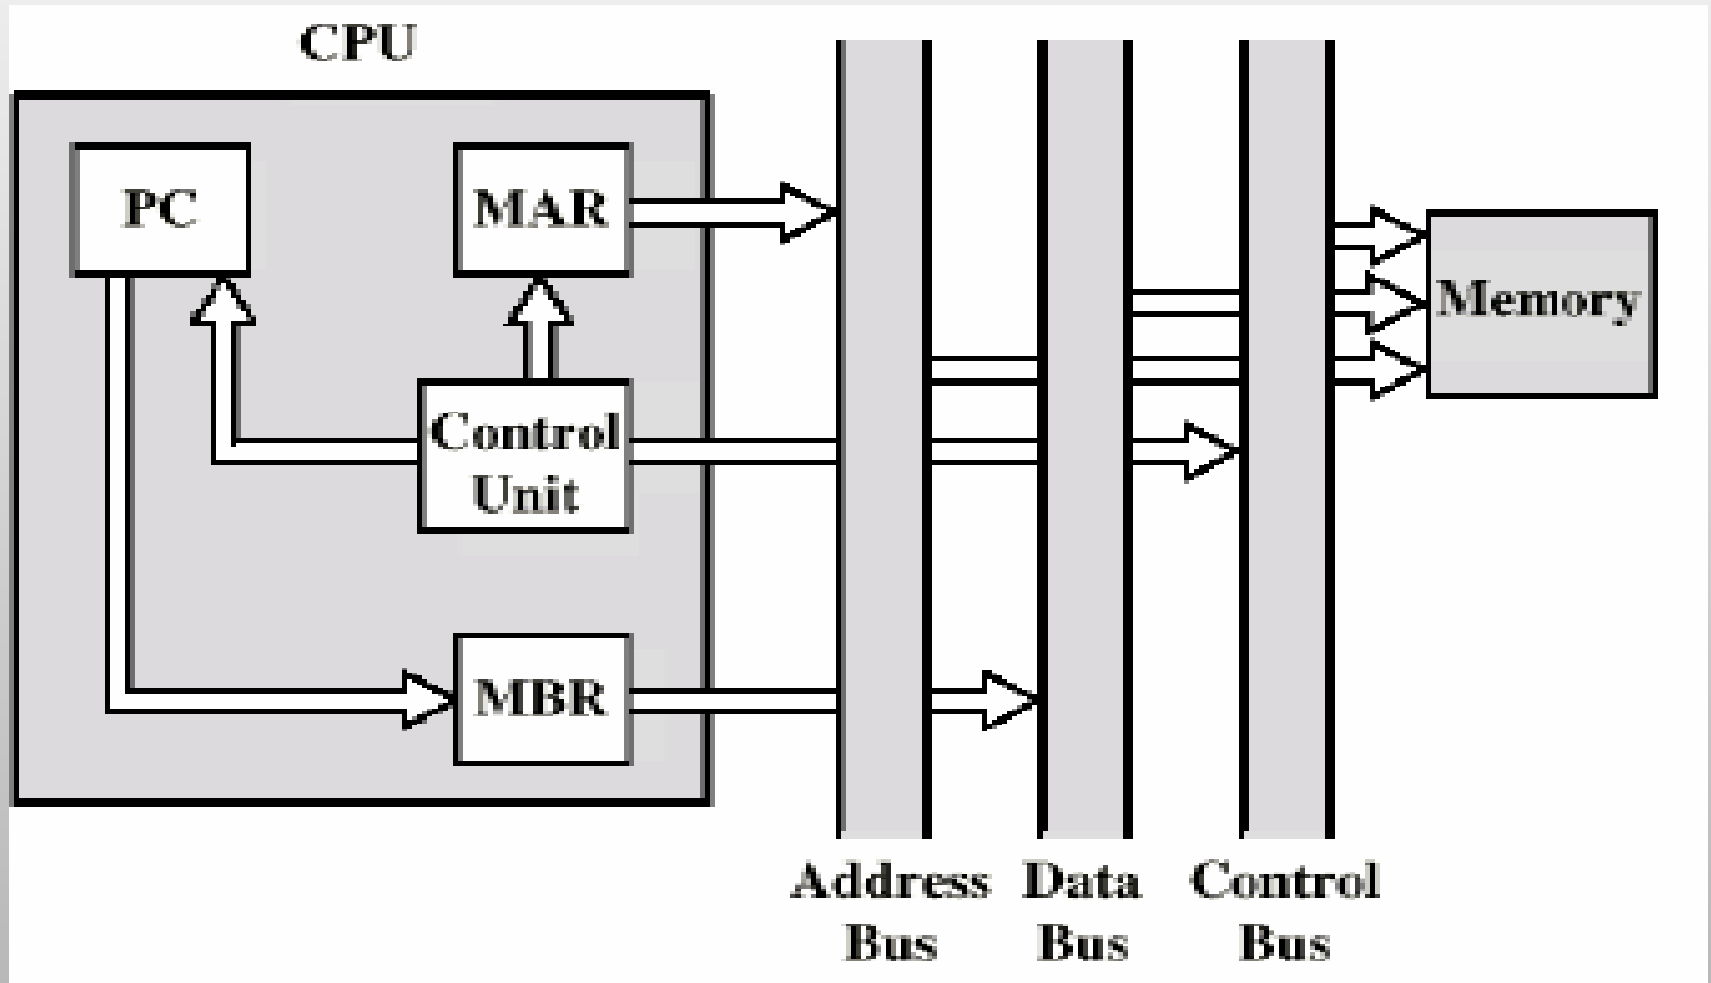 CPU
PC
MAR
Memory
Control
Unit
MBR
Address
Bus
Data
Bus
Control
Bus